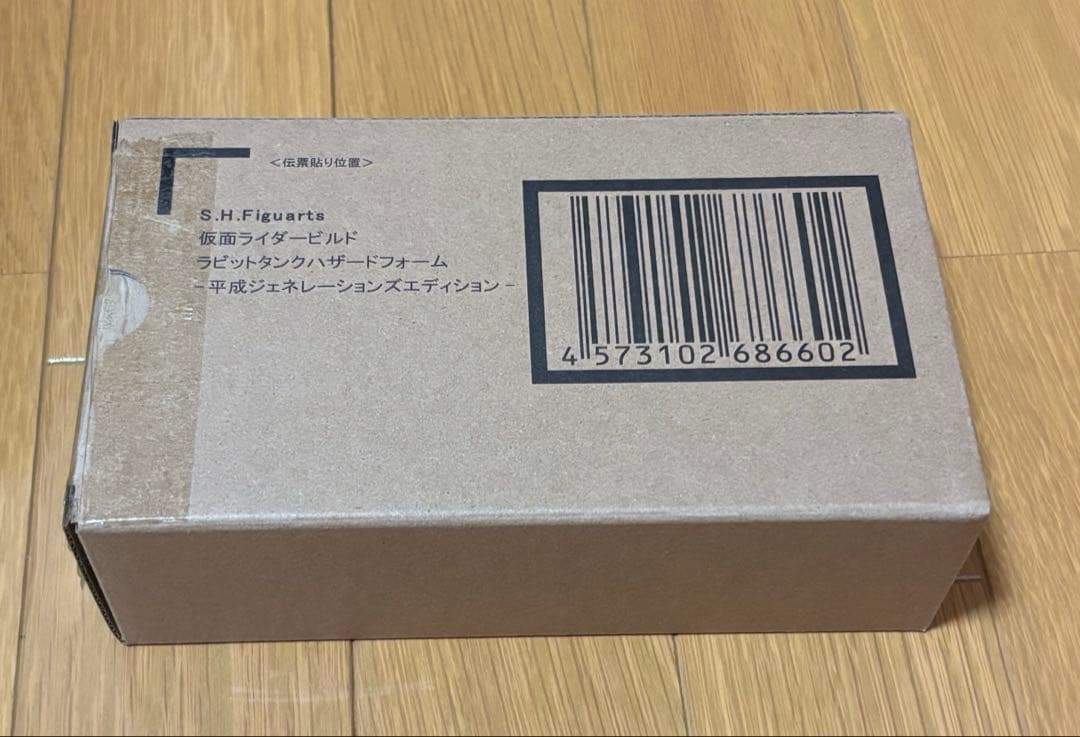 <伝票貼り位置>
S.H.Figuarts
仮面ライダービルド
ラビットタンクハザードフォーム
-平成ジェネレーションズエディション-
4 573102 686602